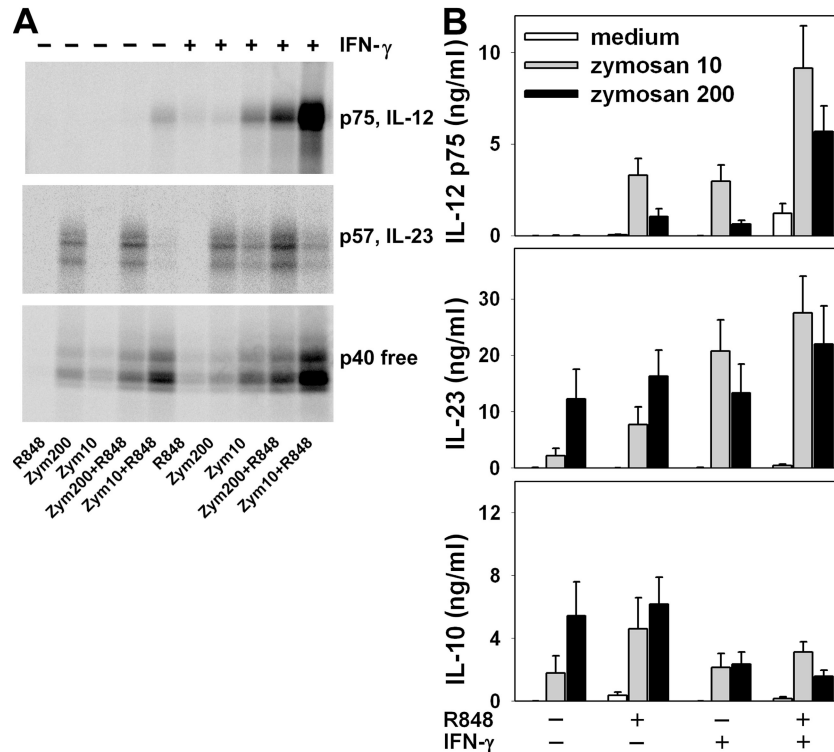 A
− − − − − + + + + + IFN-γ
p75, IL-12
p57, IL-23
p40 free
R848
Zym200
Zym10
Zym200+R848
Zym10+R848
R848
Zym200
Zym10
Zym200+R848
Zym10+R848
B
medium
zymosan 10
zymosan 200
IL-12 p75 (ng/ml)
10
5
0
IL-23 (ng/ml)
30
20
10
0
IL-10 (ng/ml)
12
8
4
0
R848 − + − +
IFN-γ − − + +